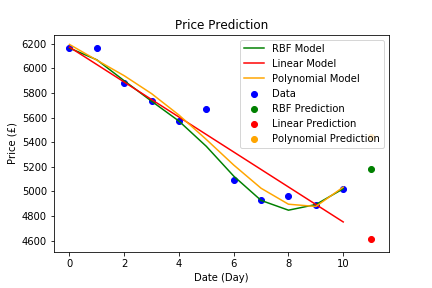 Price Prediction
Price (£)
6200
6000
5800
5600
5400
5200
5000
4800
4600
RBF Model
Linear Model
Polynomial Model
Data
RBF Prediction
Linear Prediction
Polynomial Prediction
0 2 4 6 8 10
Date (Day)